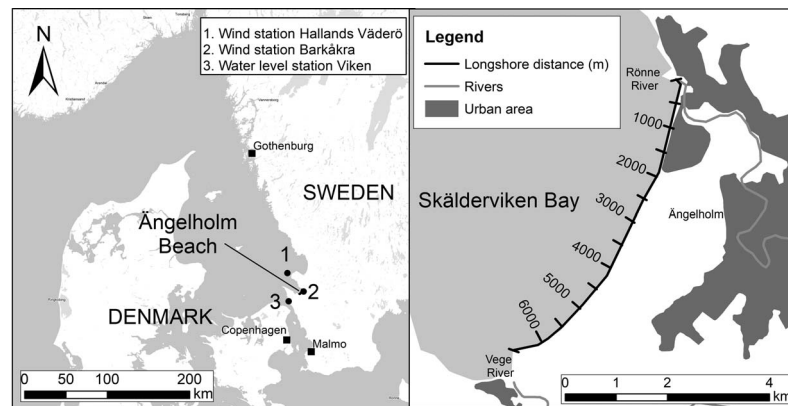 N
1. Wind station Hallands Väderö
2. Wind station Barkåkra
3. Water level station Viken
Gothenburg
SWEDEN
Ängelholm
Beach
1
2
3
DENMARK
Copenhagen
Malmo
0 50 100 200
km
Legend
Longshore distance (m)
Rivers
Urban area
Rönne
River
1000
2000
3000
4000
5000
6000
Skälderviken Bay
Ängelholm
Vege
River
0 1 2 4
km